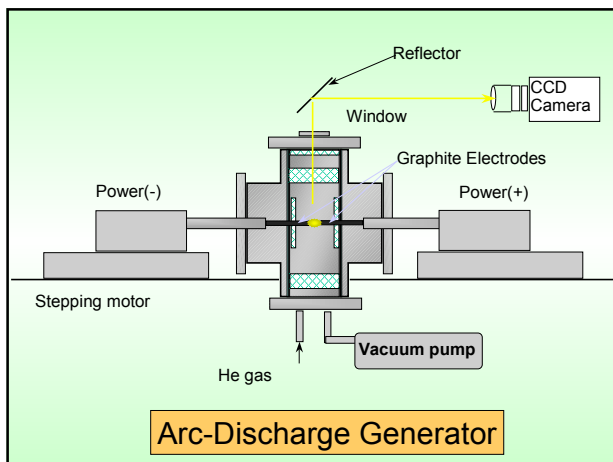 Reflector
CCD
Camera
Window
Graphite Electrodes
Power(-)
Power(+)
Stepping motor
Vacuum pump
He gas
Arc-Discharge Generator